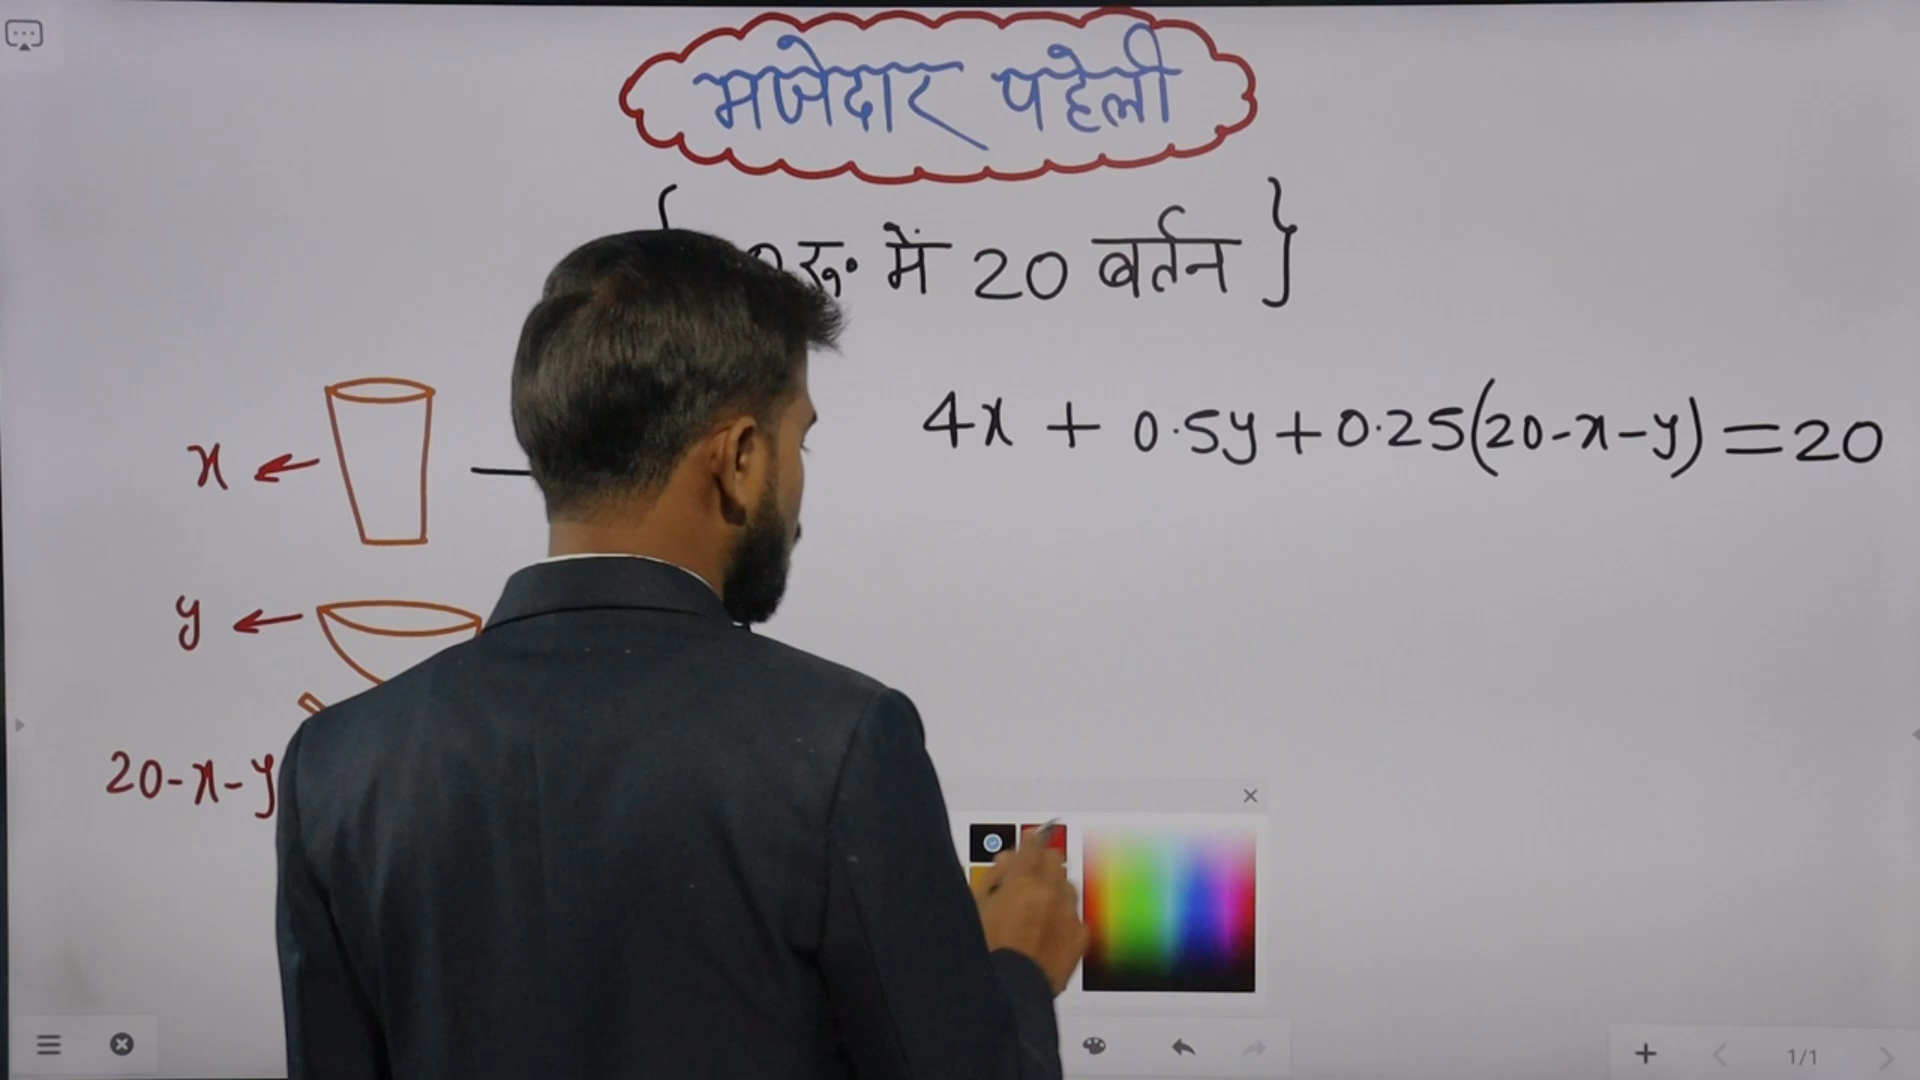 मजेदार पहेली
रू॰ में 20 बर्तन }
4x + 0.5y + 0.25(20-x-y) = 20
x
y
20-x-y
1/1